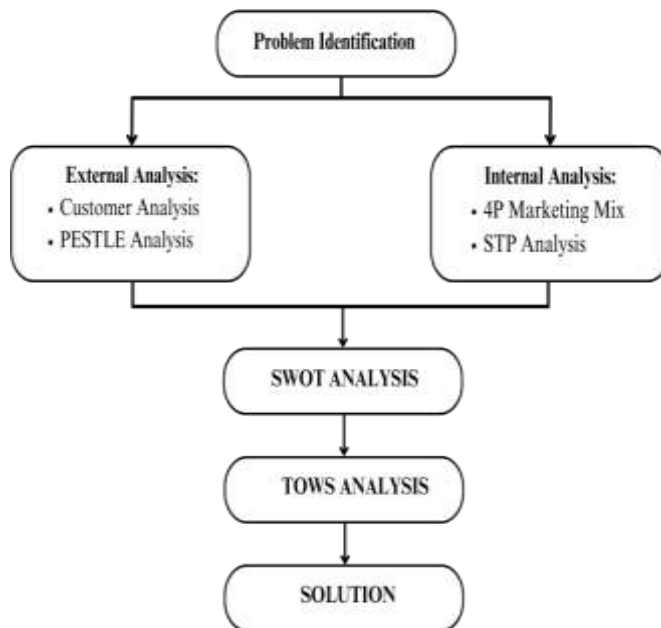 Problem Identification
External Analysis:
• Customer Analysis
• PESTLE Analysis
Internal Analysis:
• 4P Marketing Mix
• STP Analysis
SWOT ANALYSIS
TOWS ANALYSIS
SOLUTION